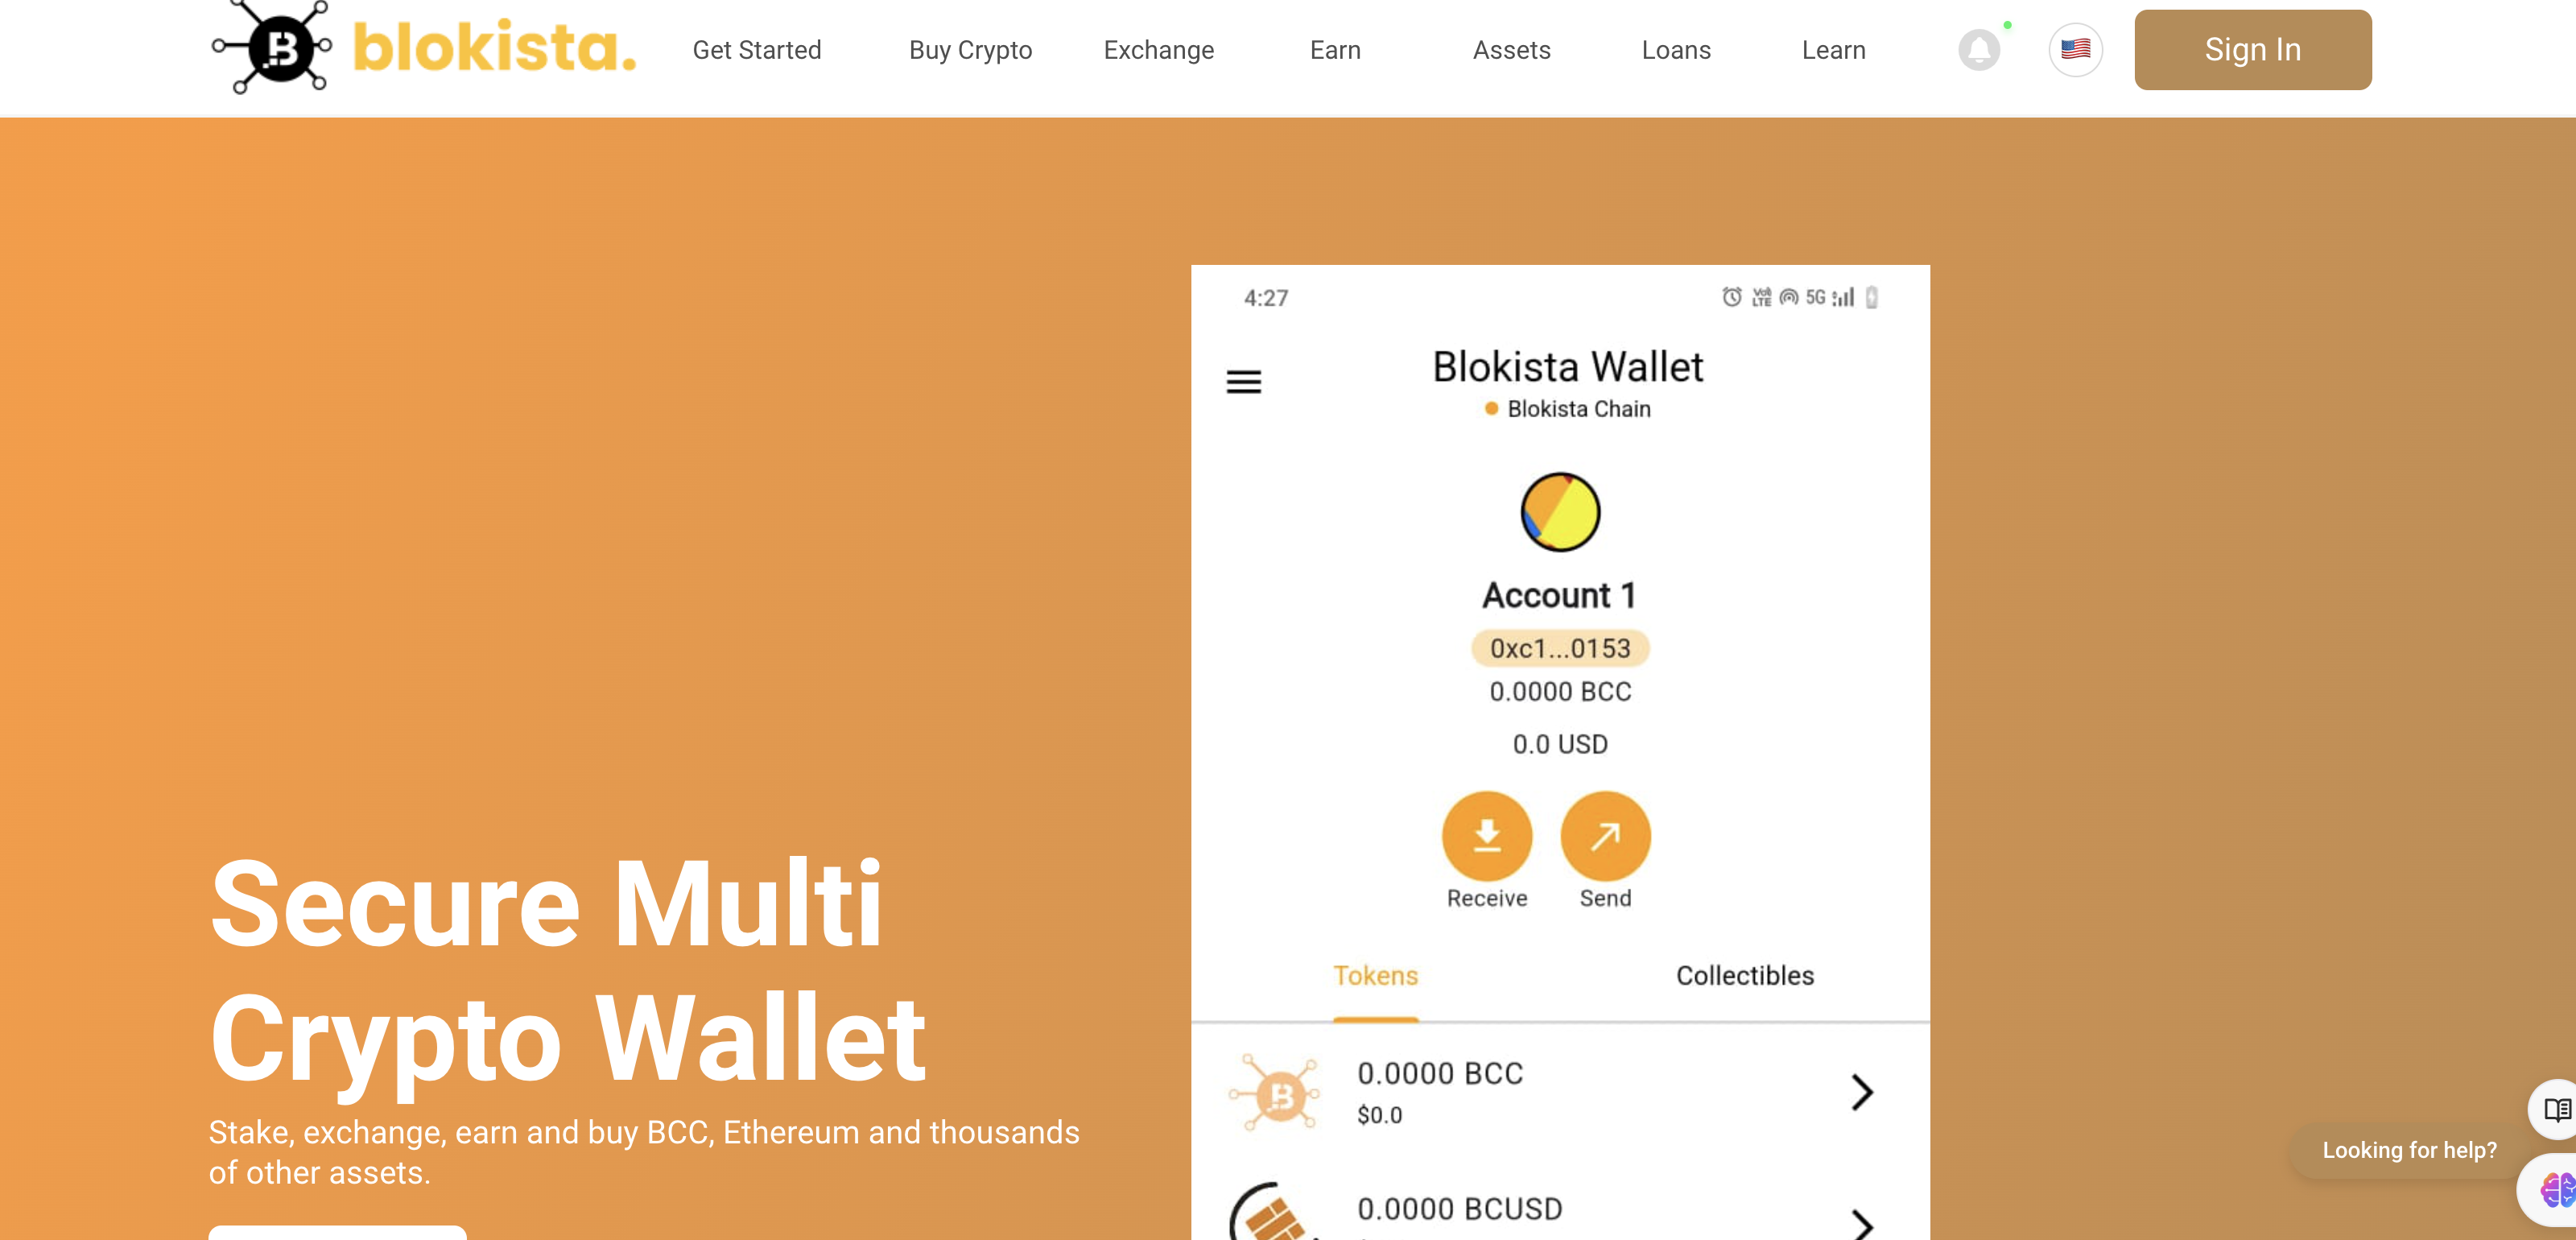 blokista.
Get Started
Buy Crypto
Exchange
Earn
Assets
Loans
Learn
Sign In
4:27
VoLTE
5G
Blokista Wallet
Blokista Chain
Account 1
0xc1...0153
0.0000 BCC
0.0 USD
Receive
Send
Tokens
Collectibles
0.0000 BCC
$0.0
0.0000 BCUSD
Secure Multi
Crypto Wallet
Stake, exchange, earn and buy BCC, Ethereum and thousands
of other assets.
Looking for help?